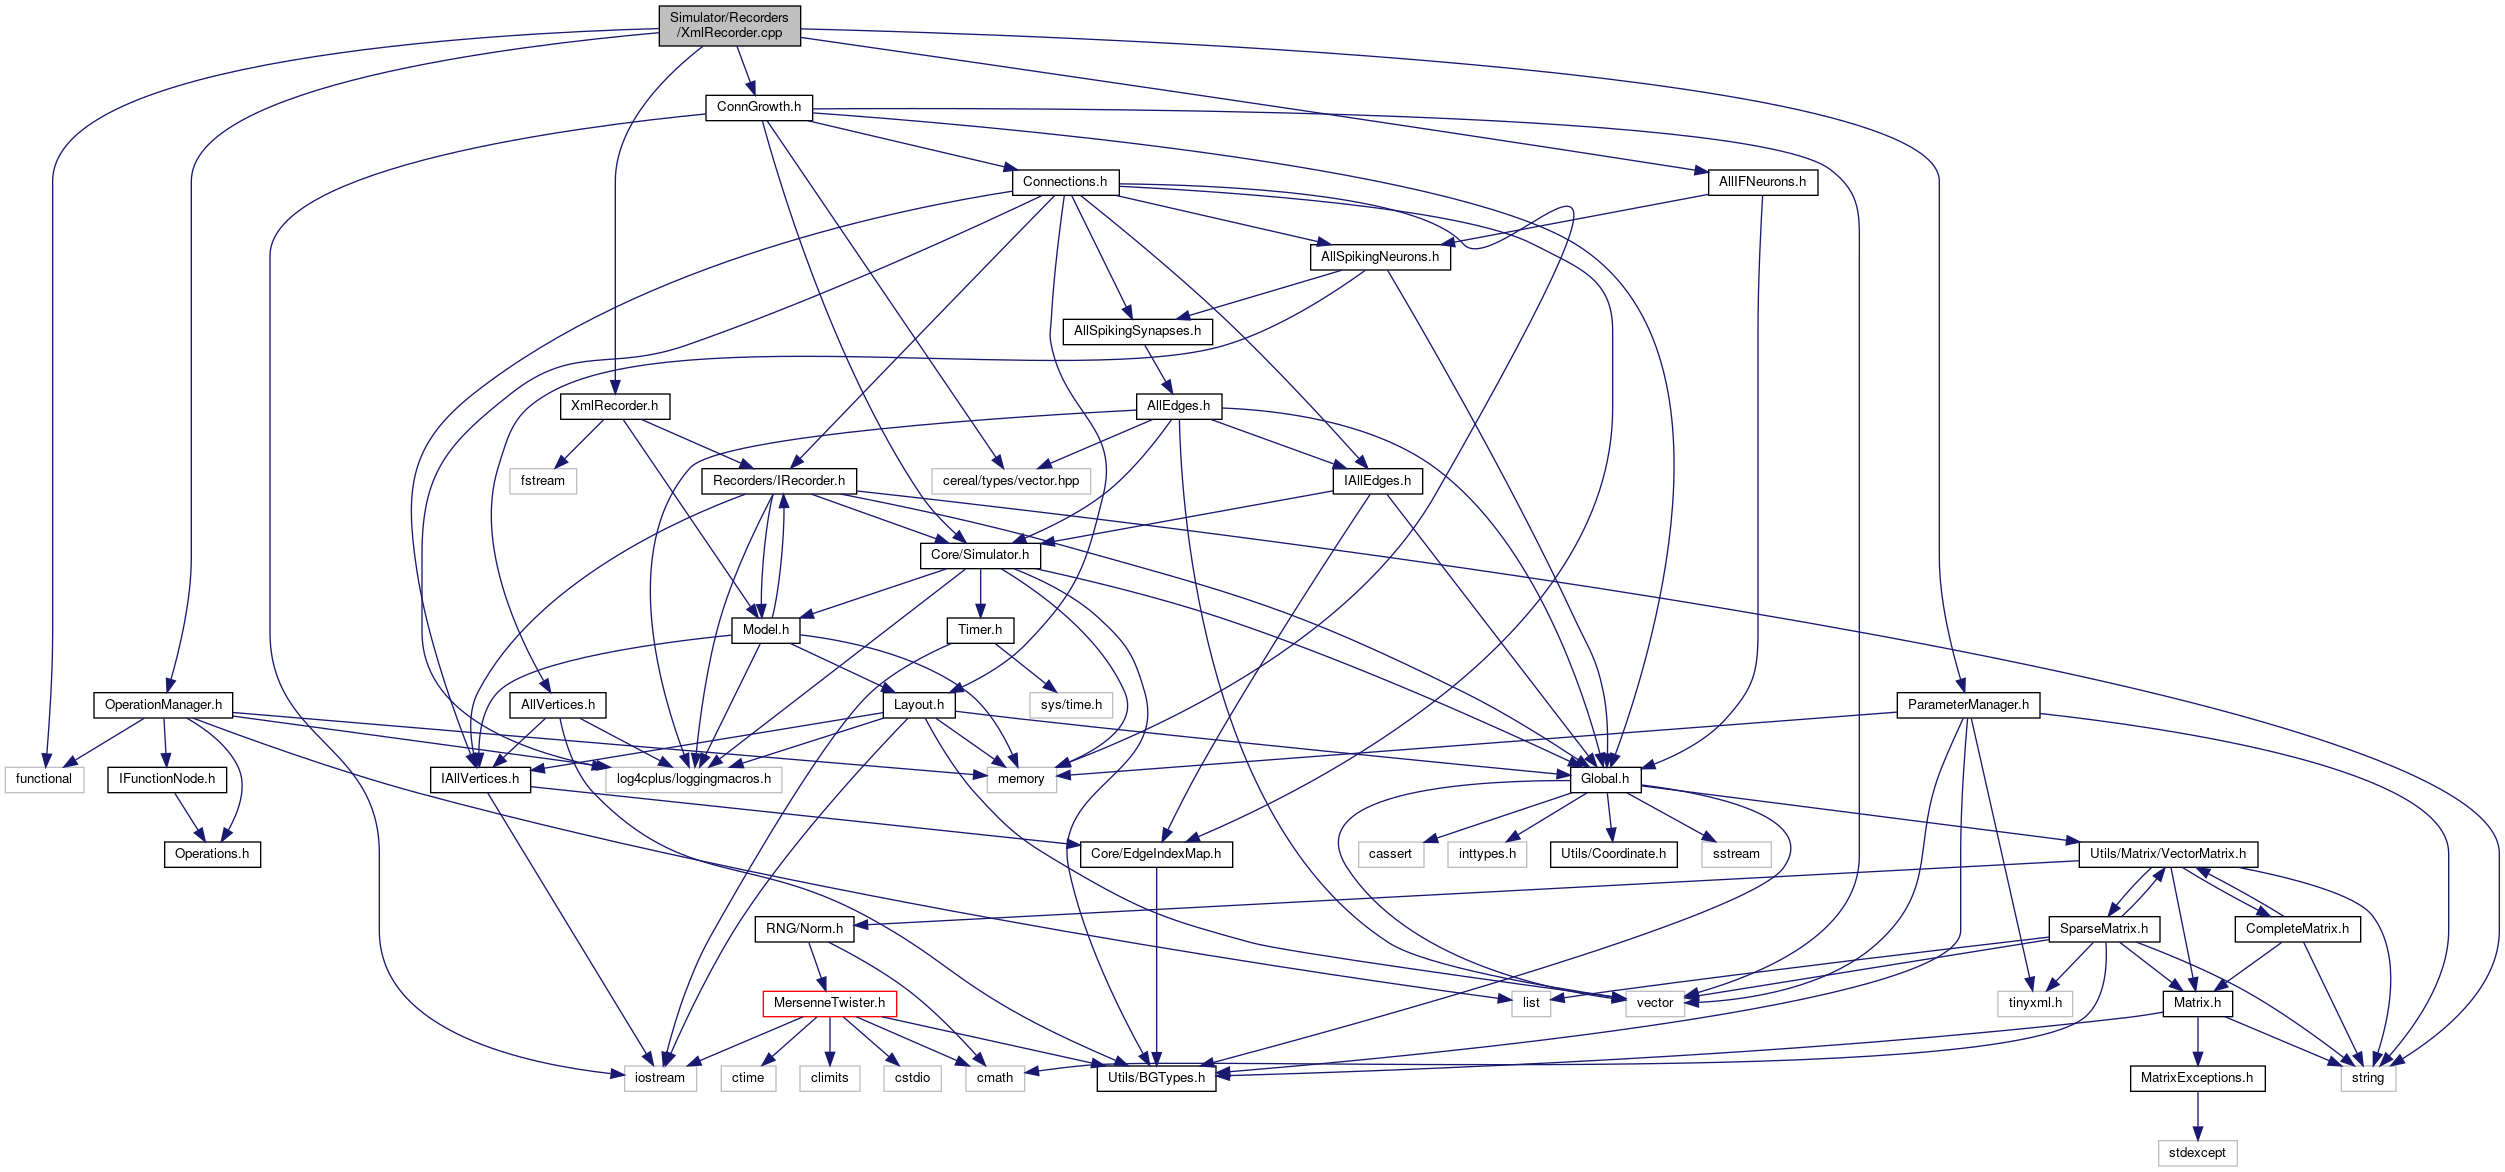 Simulator/Recorders
/XmlRecorder.cpp
ConnGrowth.h
Connections.h
AllIFNeurons.h
AllSpikingNeurons.h
AllSpikingSynapses.h
XmlRecorder.h
AllEdges.h
fstream
Recorders/IRecorder.h
cereal/types/vector.hpp
IAllEdges.h
Core/Simulator.h
Model.h
Timer.h
OperationManager.h
AllVertices.h
Layout.h
sys/time.h
ParameterManager.h
functional
IFunctionNode.h
IAllVertices.h
log4cplus/loggingmacros.h
memory
Global.h
Operations.h
Core/EdgeIndexMap.h
cassert
inttypes.h
Utils/Coordinate.h
sstream
Utils/Matrix/VectorMatrix.h
RNG/Norm.h
SparseMatrix.h
CompleteMatrix.h
MersenneTwister.h
list
vector
tinyxml.h
Matrix.h
iostream
ctime
climits
cstdio
cmath
Utils/BGTypes.h
MatrixExceptions.h
string
stdexcept